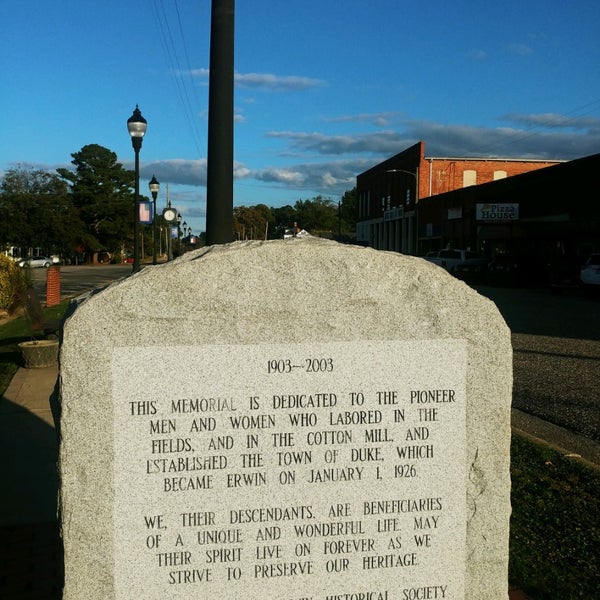 PIZZA
HOUSE
1903-2003
THIS MEMORIAL IS DEDICATED TO THE PIONEER
MEN AND WOMEN WHO LABORED IN THE
FIELDS, AND IN THE COTTON MILL, AND
ESTABLISHED THE TOWN OF DUKE, WHICH
BECAME ERWIN ON JANUARY 1, 1926.
WE, THEIR DESCENDANTS, ARE BENEFICIARIES
OF A UNIQUE AND WONDERFUL LIFE. MAY
THEIR SPIRIT LIVE ON FOREVER AS WE
STRIVE TO PRESERVE OUR HERITAGE.
HISTORICAL SOCIETY